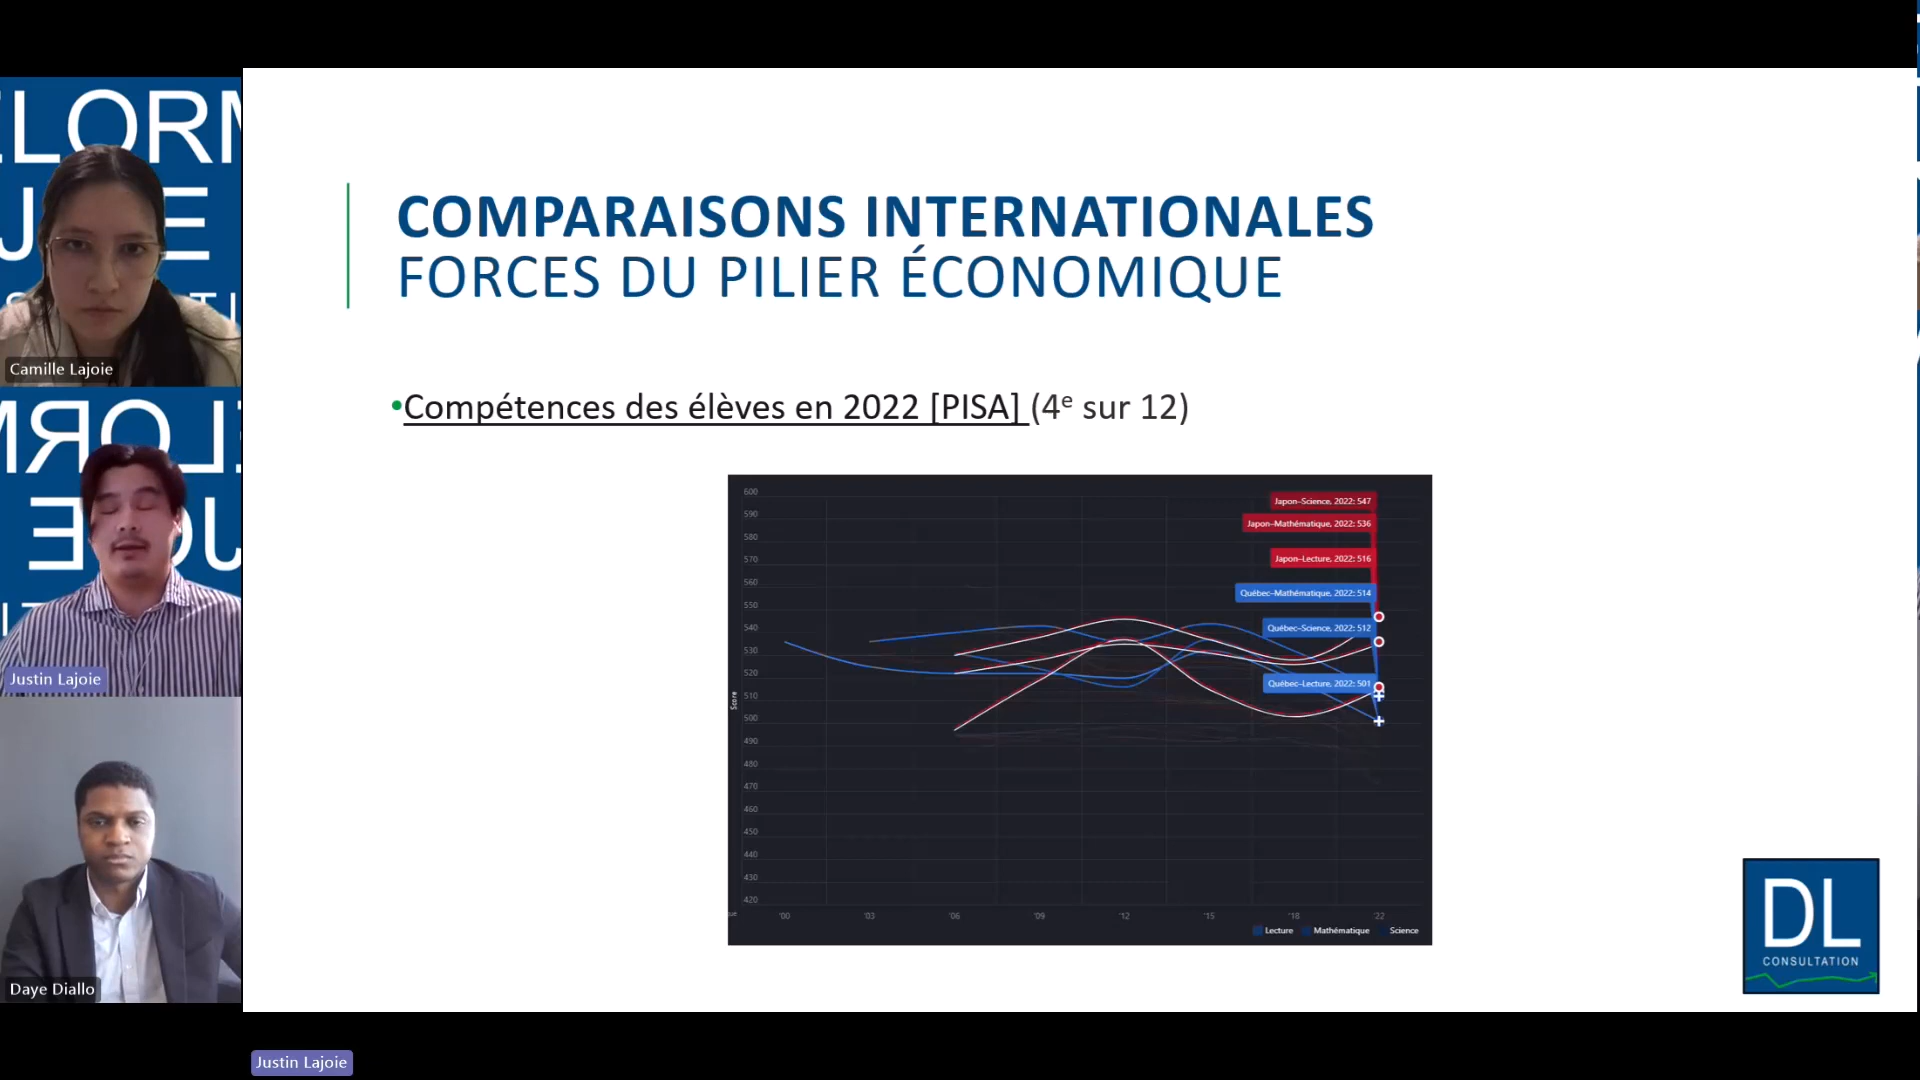 ELORM
J IE
Camille Lajoie
Justin Lajoie
Daye Diallo
COMPARAISONS INTERNATIONALES
FORCES DU PILIER ÉCONOMIQUE
•Compétences des élèves en 2022 [PISA] (4e sur 12)
600
590
580
570
560
550
540
530
520
510
500
490
480
470
460
450
440
430
420
Score
Japon–Science, 2022: 547
Japon–Mathématique, 2022: 536
Japon–Lecture, 2022: 516
Québec–Mathématique, 2022: 514
Québec–Science, 2022: 512
Québec–Lecture, 2022: 501
'00 '03 '06 '09 '12 '15 '18 '22
Lecture Mathématique Science
DL
CONSULTATION
Justin Lajoie